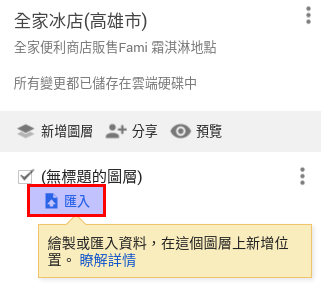 全家冰店(高雄市)
全家便利商店販售Fami 霜淇淋地點
所有變更都已儲存在雲端硬碟中
新增圖層 分享 預覽
(無標題的圖層)
匯入
繪製或匯入資料，在這個圖層上新增位
置。 瞭解詳情